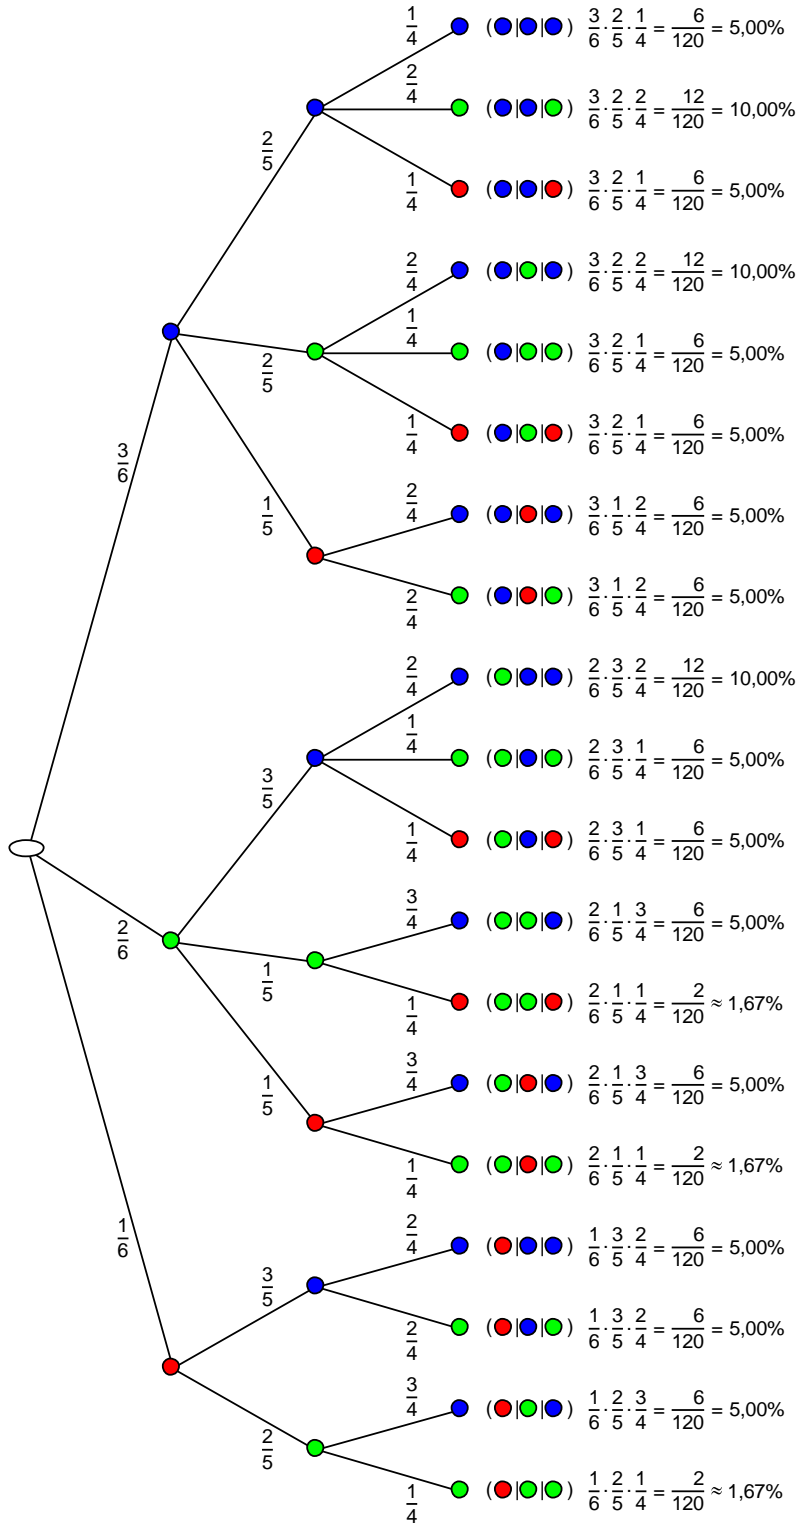 1/4 ( | | ) 3/6 · 2/5 · 1/4 = 6/120 = 5,00%
2/4 ( | | ) 3/6 · 2/5 · 2/4 = 12/120 = 10,00%
2/5
1/4 ( | | ) 3/6 · 2/5 · 1/4 = 6/120 = 5,00%
2/4 ( | | ) 3/6 · 2/5 · 2/4 = 12/120 = 10,00%
1/4 ( | | ) 3/6 · 2/5 · 1/4 = 6/120 = 5,00%
2/5
1/4 ( | | ) 3/6 · 2/5 · 1/4 = 6/120 = 5,00%
3/6
2/4 ( | | ) 3/6 · 1/5 · 2/4 = 6/120 = 5,00%
1/5
2/4 ( | | ) 3/6 · 1/5 · 2/4 = 6/120 = 5,00%
2/4 ( | | ) 2/6 · 3/5 · 2/4 = 12/120 = 10,00%
1/4 ( | | ) 2/6 · 3/5 · 1/4 = 6/120 = 5,00%
3/5
1/4 ( | | ) 2/6 · 3/5 · 1/4 = 6/120 = 5,00%
3/4 ( | | ) 2/6 · 1/5 · 3/4 = 6/120 = 5,00%
2/6
1/5
1/4 ( | | ) 2/6 · 1/5 · 1/4 = 2/120 ≈ 1,67%
3/4 ( | | ) 2/6 · 1/5 · 3/4 = 6/120 = 5,00%
1/5
1/4 ( | | ) 2/6 · 1/5 · 1/4 = 2/120 ≈ 1,67%
1/6
2/4 ( | | ) 1/6 · 3/5 · 2/4 = 6/120 = 5,00%
3/5
2/4 ( | | ) 1/6 · 3/5 · 2/4 = 6/120 = 5,00%
3/4 ( | | ) 1/6 · 2/5 · 3/4 = 6/120 = 5,00%
2/5
1/4 ( | | ) 1/6 · 2/5 · 1/4 = 2/120 ≈ 1,67%